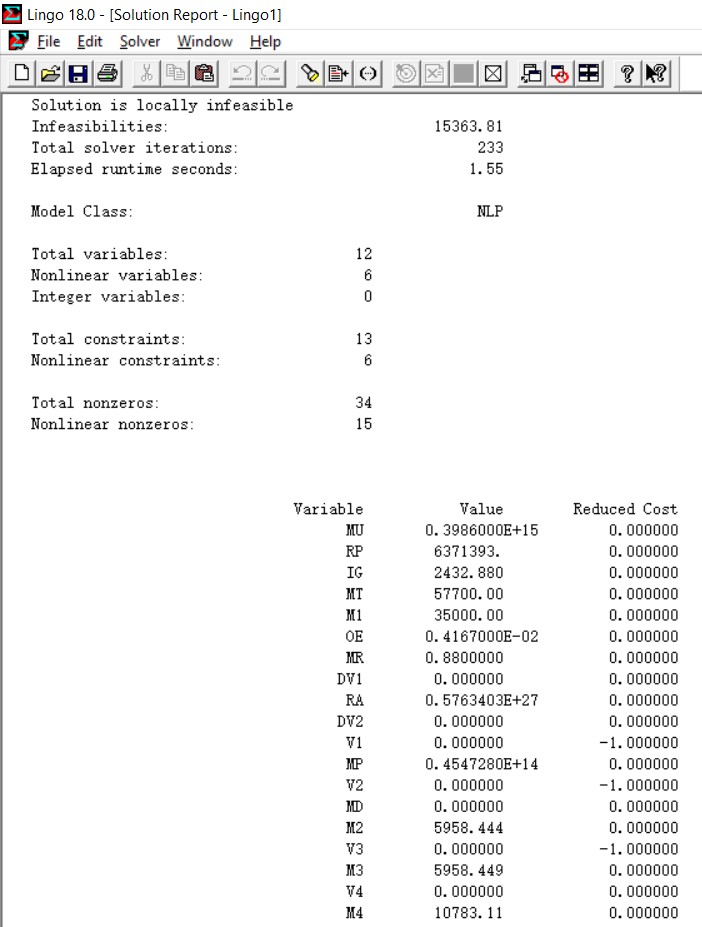 Lingo 18.0 - [Solution Report - Lingo1]
File Edit Solver Window Help
Solution is locally infeasible
Infeasibilities: 15363.81
Total solver iterations: 233
Elapsed runtime seconds: 1.55
Model Class: NLP
Total variables: 12
Nonlinear variables: 6
Integer variables: 0
Total constraints: 13
Nonlinear constraints: 6
Total nonzeros: 34
Nonlinear nonzeros: 15
Variable Value Reduced Cost
MU 0.3986000E+15 0.000000
RP 6371393. 0.000000
IG 2432.880 0.000000
MT 57700.00 0.000000
M1 35000.00 0.000000
OE 0.4167000E-02 0.000000
MR 0.8800000 0.000000
DV1 0.000000 0.000000
RA 0.5763403E+27 0.000000
DV2 0.000000 0.000000
V1 0.000000 -1.000000
MP 0.4547280E+14 0.000000
V2 0.000000 -1.000000
MD 0.000000 0.000000
M2 5958.444 0.000000
V3 0.000000 -1.000000
M3 5958.449 0.000000
V4 0.000000 0.000000
M4 10783.11 0.000000